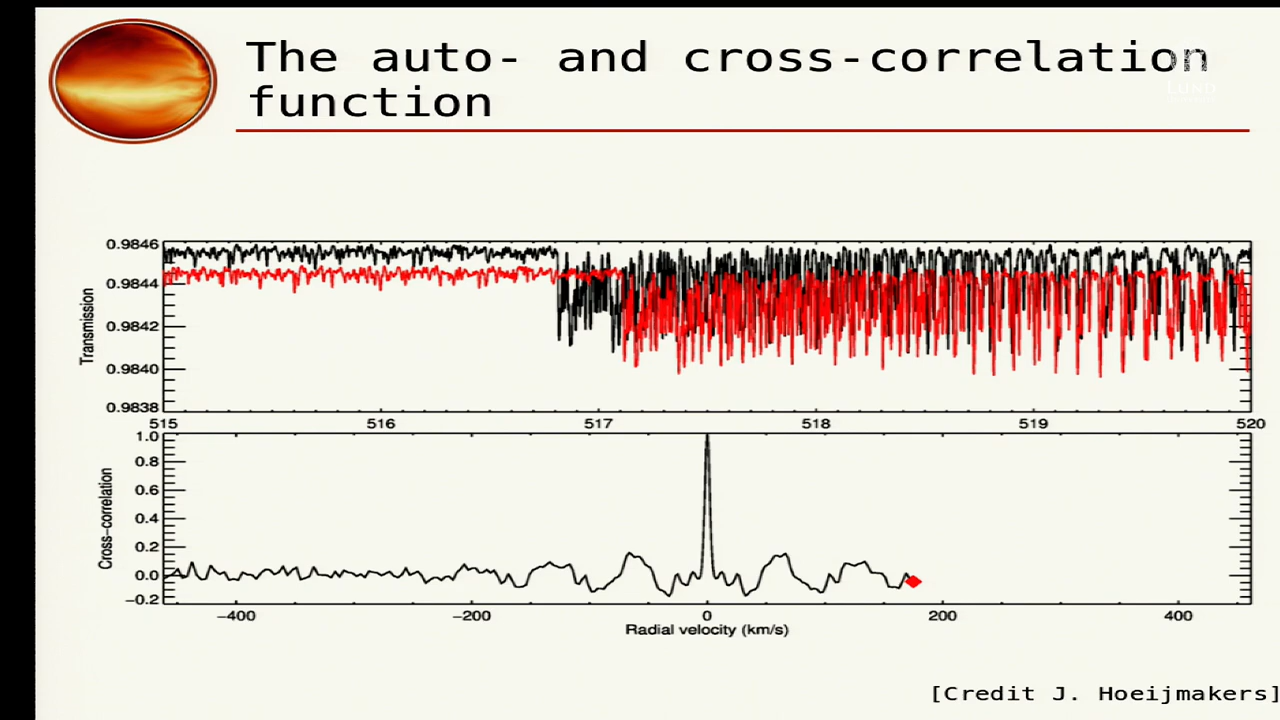 The auto- and cross-correlation
function
LUND
0.9846
0.9844
0.9842
0.9840
0.9838
Transmission
515 516 517 518 519 520
1.0
0.8
0.6
0.4
0.2
0.0
−0.2
Cross−correlation
−400 −200 0 200 400
Radial velocity (km/s)
[Credit J. Hoeijmakers]